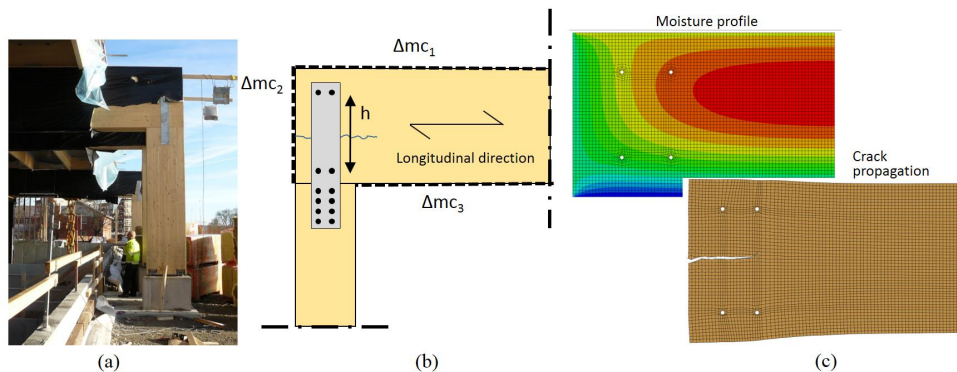 Δmc1
Δmc2
h
Longitudinal direction
Δmc3
Moisture profile
Crack
propagation
(a)
(b)
(c)